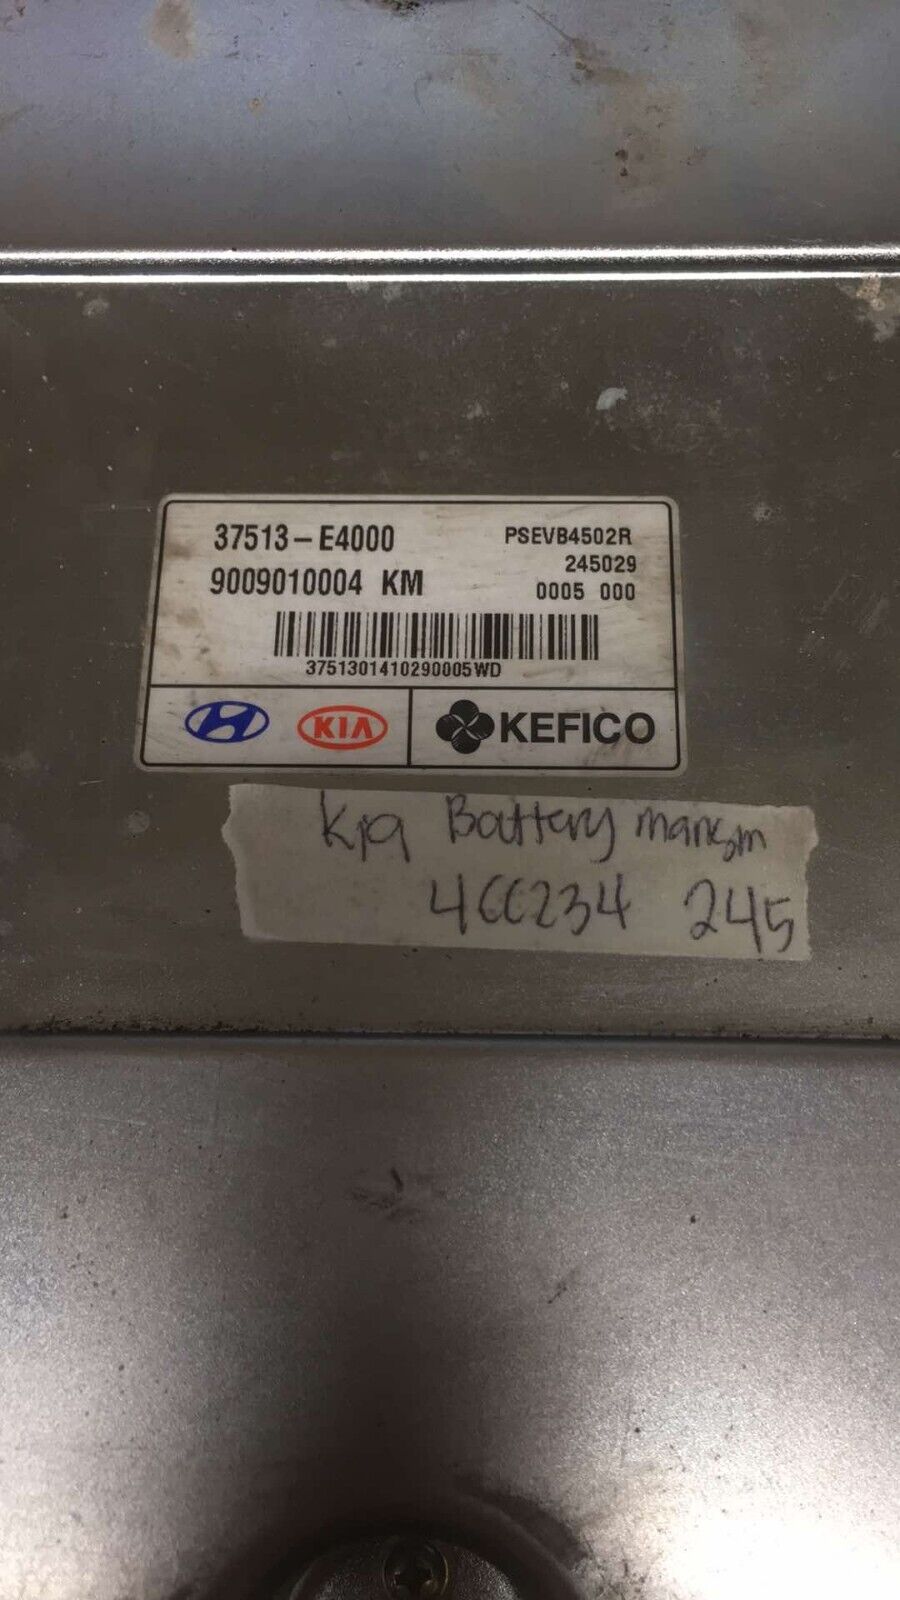 37513-E4000
PSEVB4502R
9009010004 KM
245029
0005 000
3751301410290005WD
KIA
KEFICO
Kia Battery
466234 245